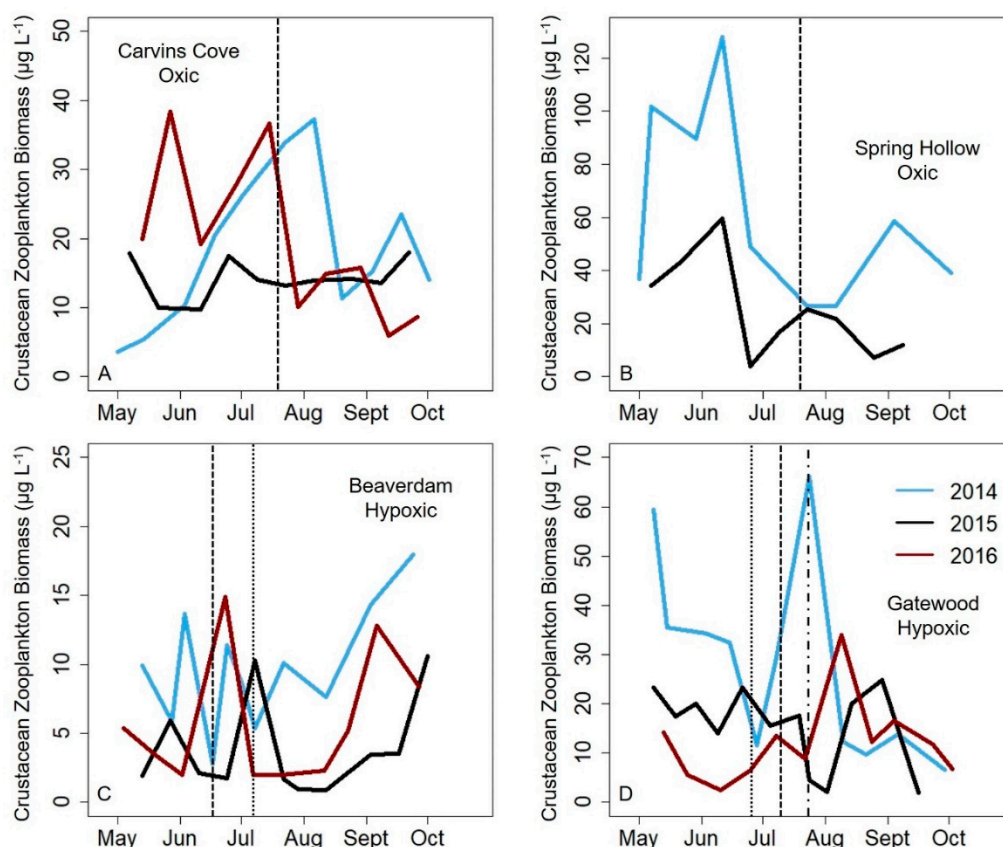 Crustacean Zooplankton Biomass (µg L⁻¹)
50
40
30
20
10
0
Carvins Cove
Oxic
A
May Jun Jul Aug Sept Oct
Crustacean Zooplankton Biomass (µg L⁻¹)
120
100
80
60
40
20
0
Spring Hollow
Oxic
B
May Jun Jul Aug Sept Oct
Crustacean Zooplankton Biomass (µg L⁻¹)
25
20
15
10
5
0
Beaverdam
Hypoxic
C
May Jun Jul Aug Sept Oct
Crustacean Zooplankton Biomass (µg L⁻¹)
70
60
50
40
30
20
10
0
2014
2015
2016
Gatewood
Hypoxic
D
May Jun Jul Aug Sept Oct